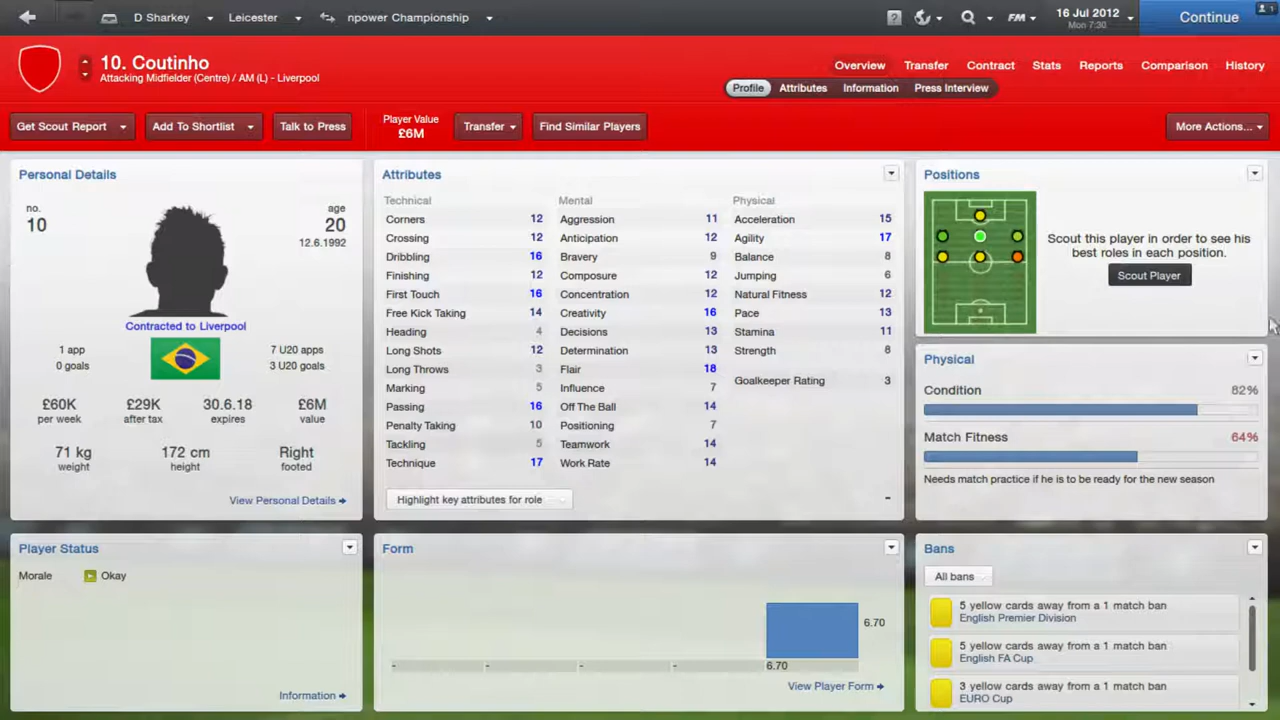 D Sharkey
Leicester
npower Championship
?
FM
16 Jul 2012
Mon 7:30
Continue
1
10. Coutinho
Attacking Midfielder (Centre) / AM (L) - Liverpool
Overview
Transfer
Contract
Stats
Reports
Comparison
History
Profile
Attributes
Information
Press Interview
Get Scout Report
Add To Shortlist
Talk to Press
Player Value
£6M
Transfer
Find Similar Players
More Actions...
Personal Details
no.
10
age
20
12.6.1992
Contracted to Liverpool
1 app
0 goals
7 U20 apps
3 U20 goals
£60K
per week
£29K
after tax
30.6.18
expires
£6M
value
71 kg
weight
172 cm
height
Right
footed
View Personal Details
Attributes
Technical
Corners 12
Crossing 12
Dribbling 16
Finishing 12
First Touch 16
Free Kick Taking 14
Heading 4
Long Shots 12
Long Throws 3
Marking 5
Passing 16
Penalty Taking 10
Tackling 5
Technique 17
Mental
Aggression 11
Anticipation 12
Bravery 9
Composure 12
Concentration 12
Creativity 16
Decisions 13
Determination 13
Flair 18
Influence 7
Off The Ball 14
Positioning 7
Teamwork 14
Work Rate 14
Physical
Acceleration 15
Agility 17
Balance 8
Jumping 6
Natural Fitness 12
Pace 13
Stamina 11
Strength
Goalkeeper Rating 3
Highlight key attributes for role
-
Positions
Scout this player in order to see his
best roles in each position.
Scout Player
Physical
Condition 82%
Match Fitness 64%
Needs match practice if he is to be ready for the new season
Player Status
Morale Okay
Information
Form
6.70
- - - - 6.70
View Player Form
Bans
All bans
5 yellow cards away from a 1 match ban
English Premier Division
5 yellow cards away from a 1 match ban
English FA Cup
3 yellow cards away from a 1 match ban
EURO Cup